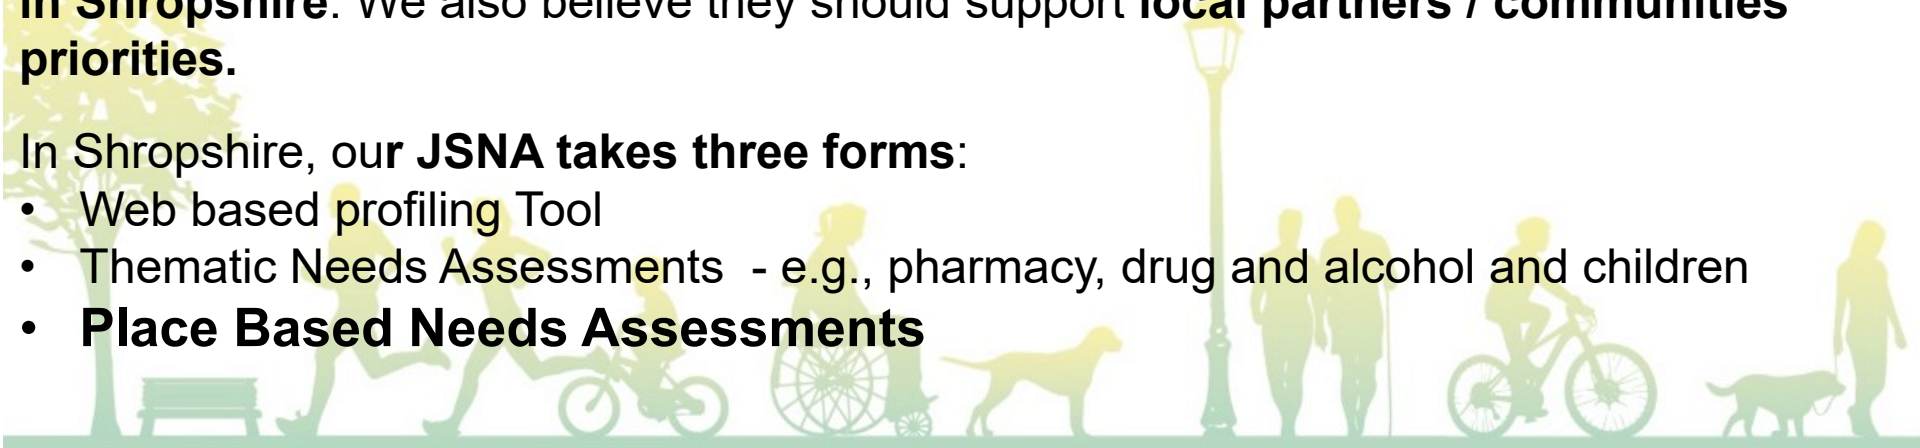 in Shropshire. We also believe they should support local partners / communities
priorities.
In Shropshire, our JSNA takes three forms:
• Web based profiling Tool
• Thematic Needs Assessments  - e.g., pharmacy, drug and alcohol and children
• Place Based Needs Assessments